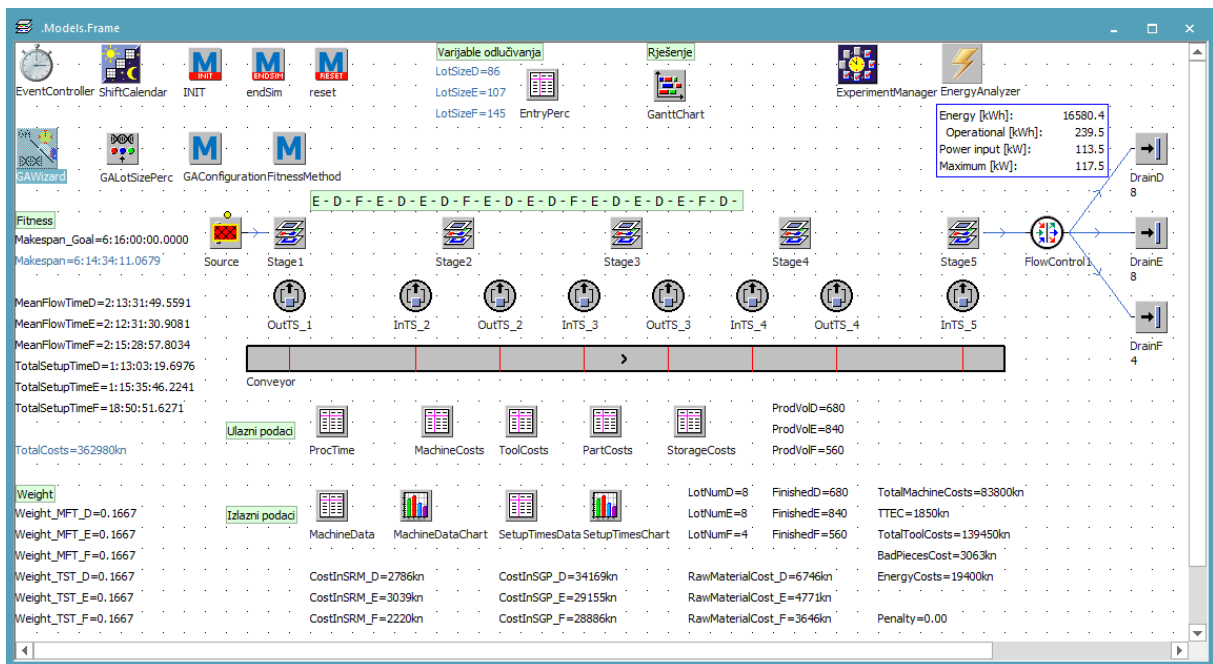 .Models.Frame
Varijable odlučivanja
Rješenje
LotSizeD=86
LotSizeE=107
LotSizeF=145
EventController
ShiftCalendar
INIT
INIT
endSim
ENDSIM
reset
RESET
EntryPerc
GanttChart
ExperimentManager
EnergyAnalyzer
Energy [kWh]: 16580.4
Operational [kWh]: 239.5
Power input [kW]: 113.5
Maximum [kW]: 117.5
GAWizard
GALotSizePerc
GAConfiguration
FitnessMethod
DrainD
8
E - D - F - E - D - E - D - F - E - D - E - D - F - E - D - E - D - E - F - D -
Fitness
Makespan_Goal=6:16:00:00.0000
Makespan=6:14:34:11.0679
Source
Stage1
Stage2
Stage3
Stage4
Stage5
FlowControl1
DrainE
8
MeanFlowTimeD=2:13:31:49.5591
MeanFlowTimeE=2:12:31:30.9081
MeanFlowTimeF=2:15:28:57.8034
TotalSetupTimeD=1:13:03:19.6976
TotalSetupTimeE=1:15:35:46.2241
TotalSetupTimeF=18:50:51.6271
OutTS_1
InTS_2
OutTS_2
InTS_3
OutTS_3
InTS_4
OutTS_4
InTS_5
DrainF
4
Conveyor
Ulazni podaci
ProcTime
MachineCosts
ToolCosts
PartCosts
StorageCosts
ProdVolD=680
ProdVolE=840
ProdVolF=560
TotalCosts=362980kn
Weight
Weight_MFT_D=0.1667
Weight_MFT_E=0.1667
Weight_MFT_F=0.1667
Weight_TST_D=0.1667
Weight_TST_E=0.1667
Weight_TST_F=0.1667
Izlazni podaci
MachineData
MachineDataChart
SetupTimesData
SetupTimesChart
LotNumD=8
LotNumE=8
LotNumF=4
FinishedD=680
FinishedE=840
FinishedF=560
TotalMachineCosts=83800kn
TTEC=1850kn
TotalToolCosts=139450kn
BadPiecesCost=3063kn
EnergyCosts=19400kn
Penalty=0.00
CostInSRM_D=2786kn
CostInSRM_E=3039kn
CostInSRM_F=2220kn
CostInSGP_D=34169kn
CostInSGP_E=29155kn
CostInSGP_F=28886kn
RawMaterialCost_D=6746kn
RawMaterialCost_E=4771kn
RawMaterialCost_F=3646kn